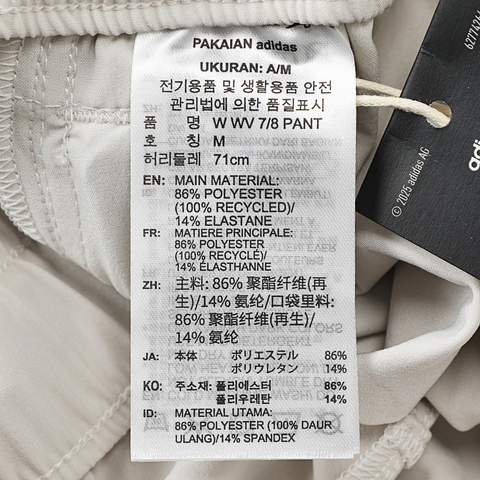 PAKAIAN adidas
UKURAN: A/M
전기용품 및 생활용품 안전
관리법에 의한 품질표시
품 명 W WV 7/8 PANT
호 칭 M
허리둘레 71cm
EN: MAIN MATERIAL:
86% POLYESTER
(100% RECYCLED)/
14% ELASTANE
FR: MATIERE PRINCIPALE:
86% POLYESTER
(100% RECYCLÉ)/
14% ÉLASTHANNE
ZH: 主料: 86% 聚酯纤维(再
生)/14% 氨纶/口袋里料:
86% 聚酯纤维(再生)/
14% 氨纶
JA: 本体 ポリエステル 86%
ポリウレタン 14%
KO: 주소재: 폴리에스터 86%
폴리우레탄 14%
ID: MATERIAL UTAMA:
86% POLYESTER (100% DAUR
ULANG)/14% SPANDEX
© 2025 adidas AG